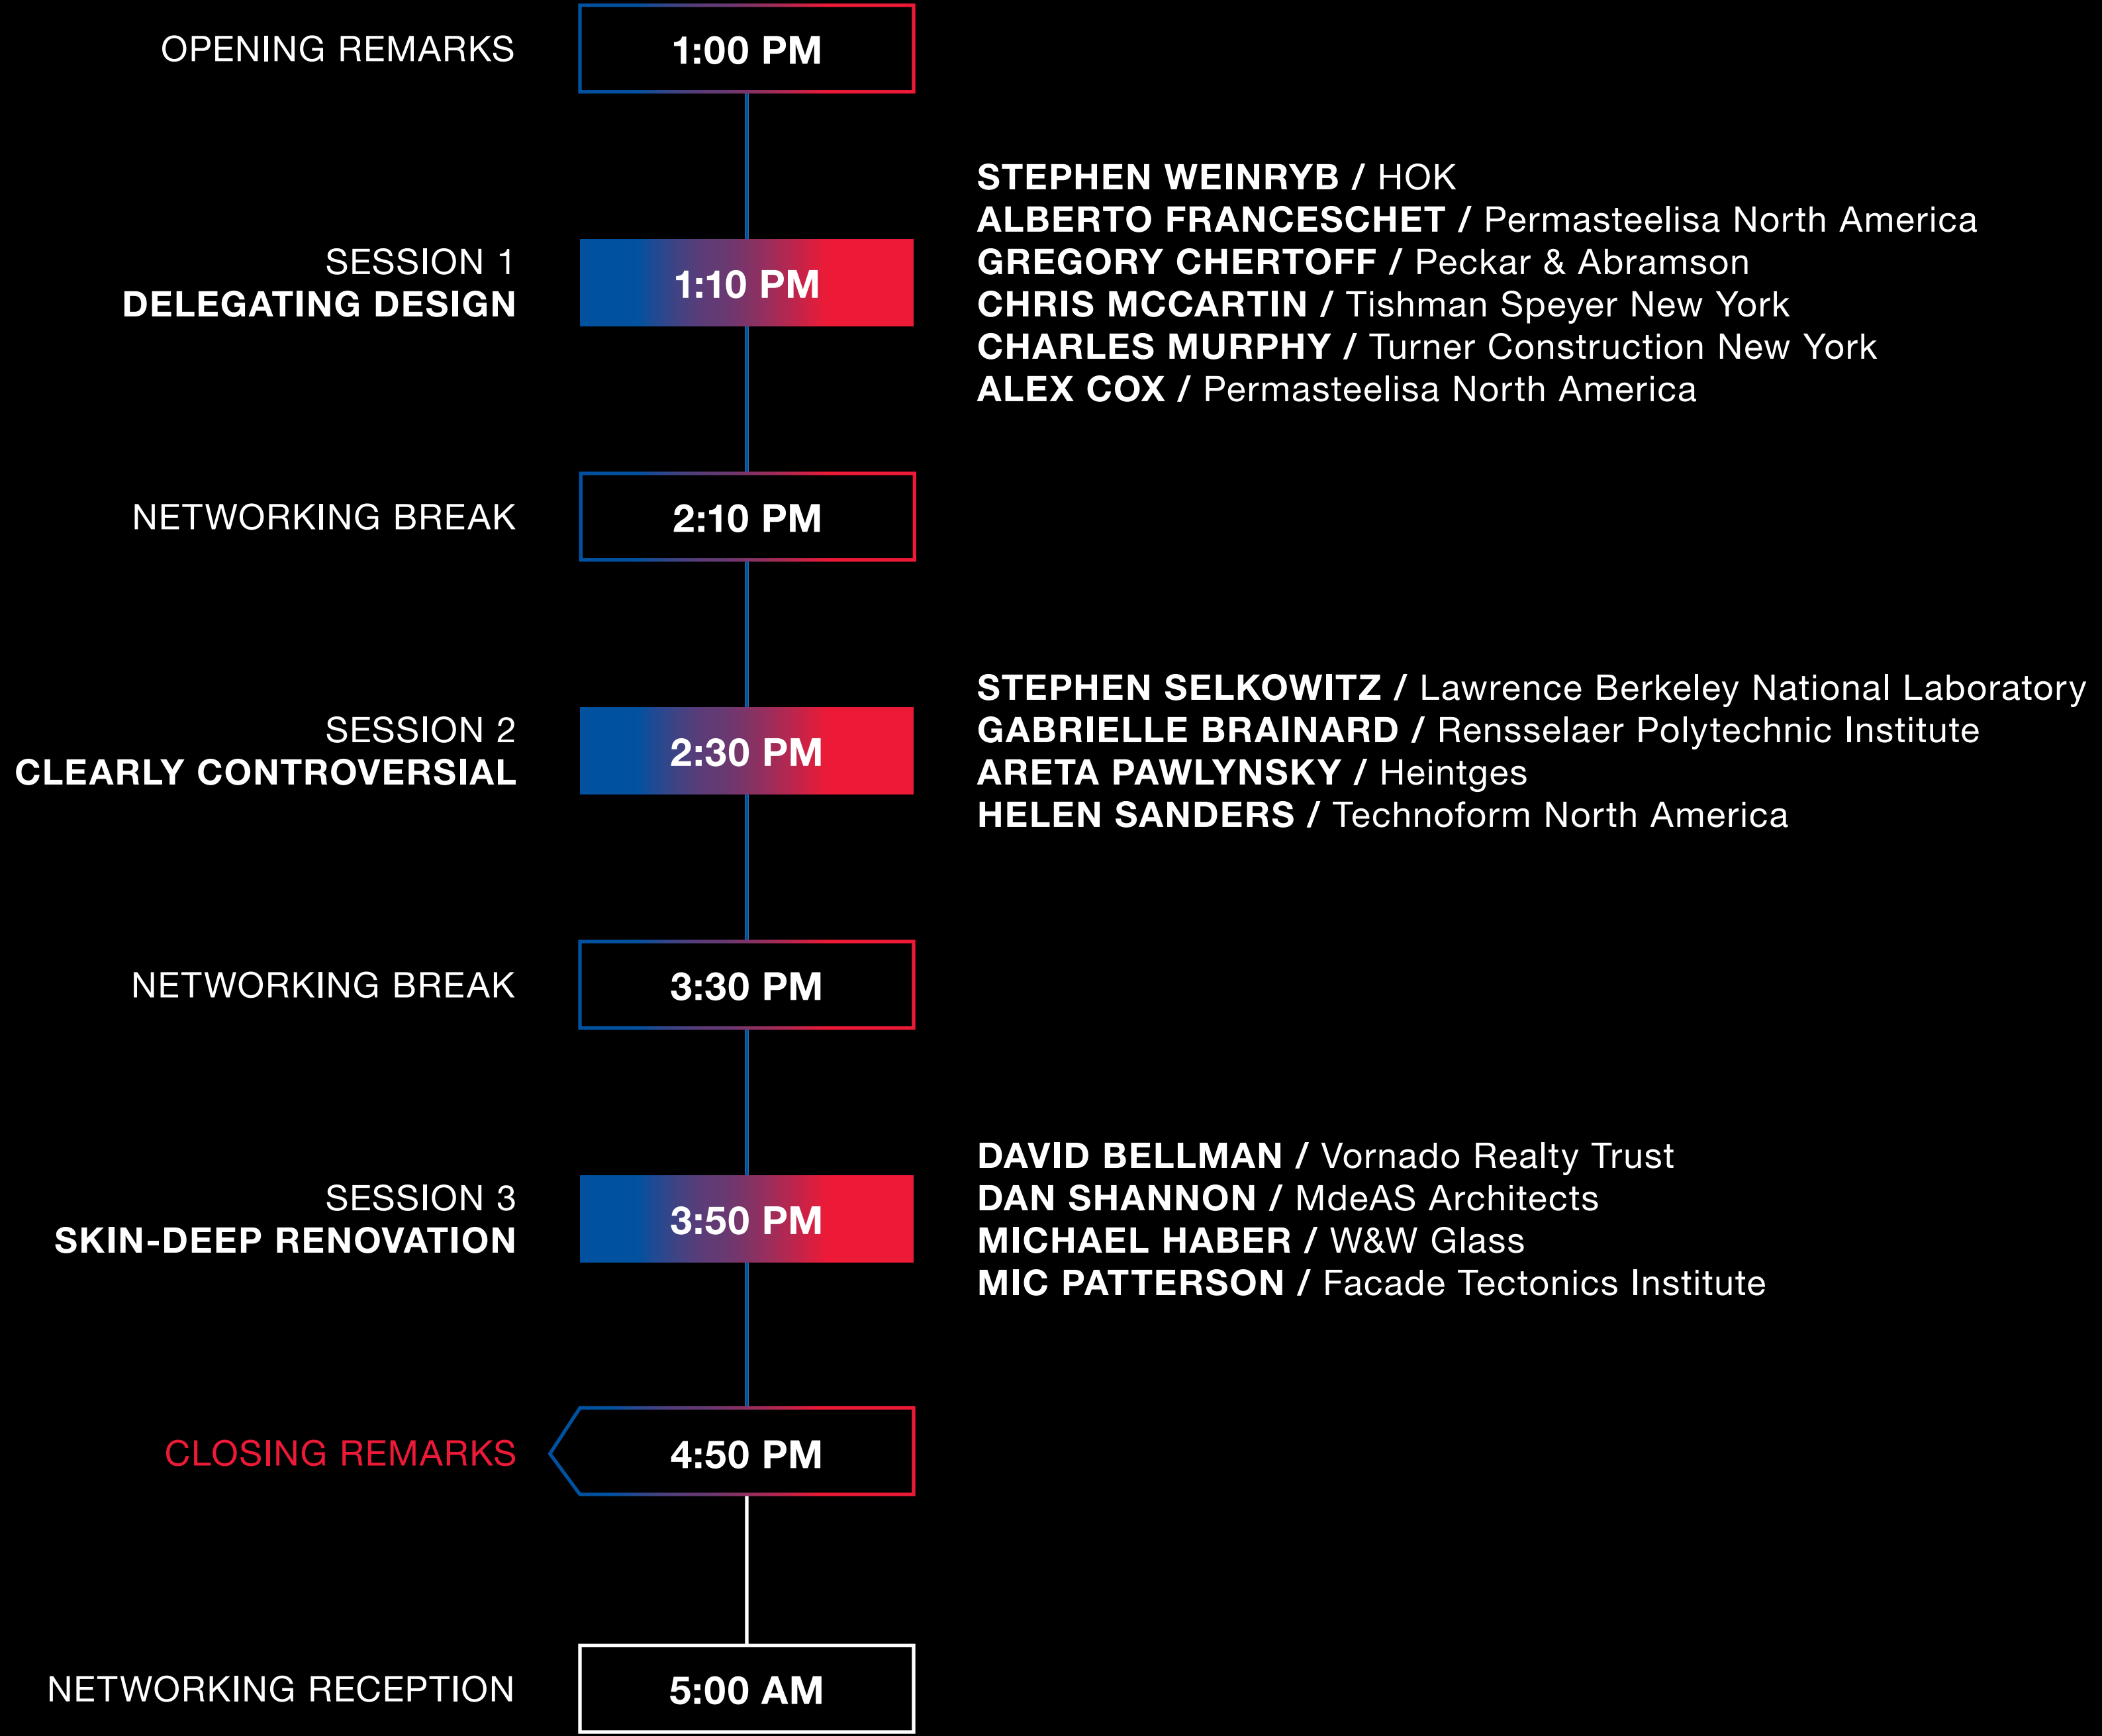 OPENING REMARKS
1:00 PM
SESSION 1
DELEGATING DESIGN
1:10 PM
STEPHEN WEINRYB / HOK
ALBERTO FRANCESCHET / Permasteelisa North America
GREGORY CHERTOFF / Peckar & Abramson
CHRIS MCCARTIN / Tishman Speyer New York
CHARLES MURPHY / Turner Construction New York
ALEX COX / Permasteelisa North America
NETWORKING BREAK
2:10 PM
SESSION 2
CLEARLY CONTROVERSIAL
2:30 PM
STEPHEN SELKOWITZ / Lawrence Berkeley National Laboratory
GABRIELLE BRAINARD / Rensselaer Polytechnic Institute
ARETA PAWLYNSKY / Heintges
HELEN SANDERS / Technoform North America
NETWORKING BREAK
3:30 PM
SESSION 3
SKIN-DEEP RENOVATION
3:50 PM
DAVID BELLMAN / Vornado Realty Trust
DAN SHANNON / MdeAS Architects
MICHAEL HABER / W&W Glass
MIC PATTERSON / Facade Tectonics Institute
CLOSING REMARKS
4:50 PM
NETWORKING RECEPTION
5:00 AM